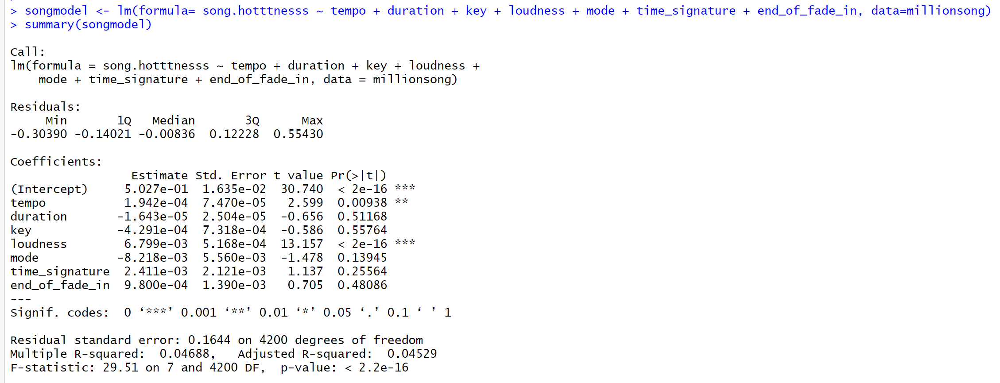 > songmodel <- lm(formula= song.hotttnesss ~ tempo + duration + key + loudness + mode + time_signature + end_of_fade_in, data=millionsong)
> summary(songmodel)

Call:
lm(formula = song.hotttnesss ~ tempo + duration + key + loudness +
    mode + time_signature + end_of_fade_in, data = millionsong)

Residuals:
     Min       1Q   Median       3Q      Max
-0.30390 -0.14021 -0.00836  0.12228  0.55430

Coefficients:
                 Estimate Std. Error t value Pr(>|t|)
(Intercept)     5.027e-01  1.635e-02  30.740  < 2e-16 ***
tempo           1.942e-04  7.470e-05   2.599  0.00938 **
duration       -1.643e-05  2.504e-05  -0.656  0.51168
key            -4.291e-04  7.318e-04  -0.586  0.55764
loudness        6.799e-03  5.168e-04  13.157  < 2e-16 ***
mode           -8.218e-03  5.560e-03  -1.478  0.13945
time_signature  2.411e-03  2.121e-03   1.137  0.25564
end_of_fade_in  9.800e-04  1.390e-03   0.705  0.48086
---
Signif. codes:  0 ‘***’ 0.001 ‘**’ 0.01 ‘*’ 0.05 ‘.’ 0.1 ‘ ’ 1

Residual standard error: 0.1644 on 4200 degrees of freedom
Multiple R-squared:  0.04688,   Adjusted R-squared:  0.04529
F-statistic: 29.51 on 7 and 4200 DF,  p-value: < 2.2e-16